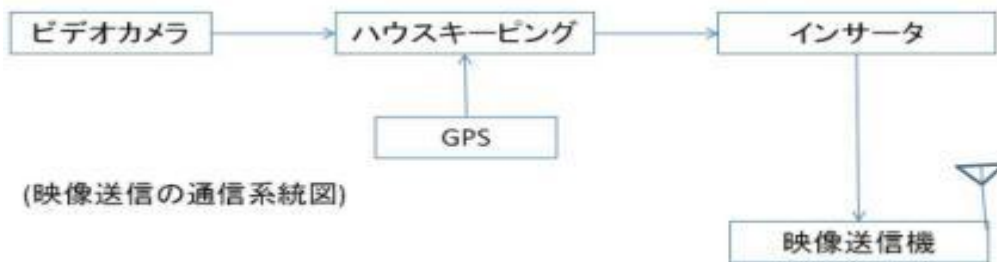 ビデオカメラ
ハウスキーピング
インサータ
GPS
(映像送信の通信系統図)
映像送信機